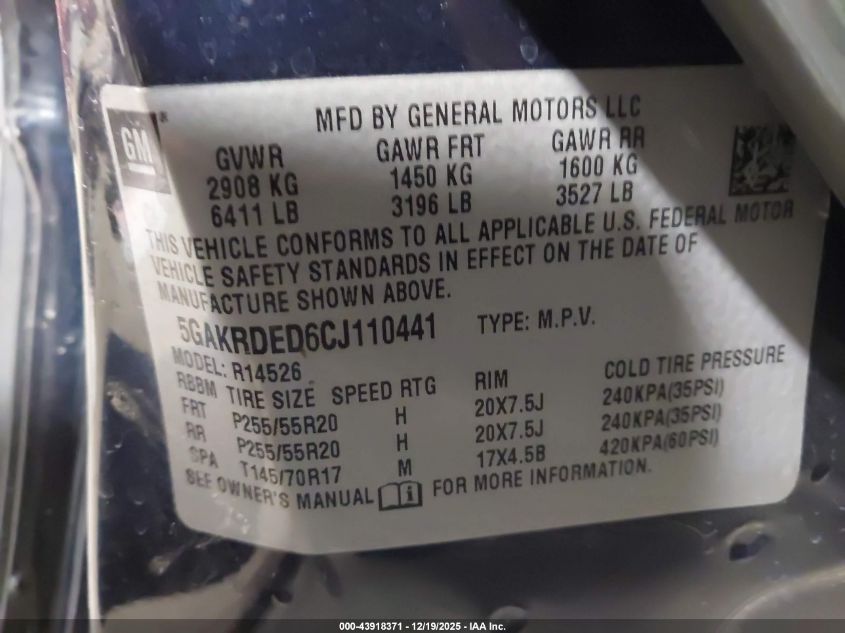 GM
MFD BY GENERAL MOTORS LLC
GVWR GAWR FRT GAWR RR
2908 KG 1450 KG 1600 KG
6411 LB 3196 LB 3527 LB
THIS VEHICLE CONFORMS TO ALL APPLICABLE U.S. FEDERAL MOTOR
VEHICLE SAFETY STANDARDS IN EFFECT ON THE DATE OF
MANUFACTURE SHOWN ABOVE.
5GAKRDED6CJ110441 TYPE: M.P.V.
MODEL: R14526
RBBM TIRE SIZE SPEED RTG RIM COLD TIRE PRESSURE
FRT P255/55R20 H 20X7.5J 240KPA(35PSI)
RR P255/55R20 H 20X7.5J 240KPA(35PSI)
SPA T145/70R17 M 17X4.5B 420KPA(60PSI)
SEE OWNER'S MANUAL FOR MORE INFORMATION.
000-43918371 - 12/19/2025 - IAA Inc.